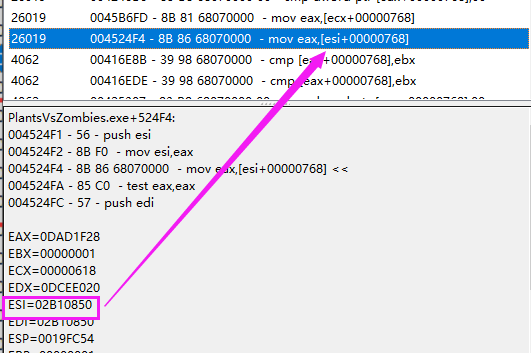 0045B6FD - 8B 81 68070000 - mov eax,[ecx+00000768]
26019 004524F4 - 8B 86 68070000 - mov eax,[esi+00000768]
4062 00416E8B - 39 98 68070000 - cmp [eax+00000768],ebx
4062 00416EDE - 39 98 68070000 - cmp [eax+00000768],ebx
PlantsVsZombies.exe+524F4:
004524F1 - 56 - push esi
004524F2 - 8B F0 - mov esi,eax
004524F4 - 8B 86 68070000 - mov eax,[esi+00000768] <<
004524FA - 85 C0 - test eax,eax
004524FC - 57 - push edi
EAX=0DAD1F28
EBX=00000001
ECX=00000618
EDX=0DCEE020
ESI=02B10850
EDI=02B10850
ESP=0019FC54